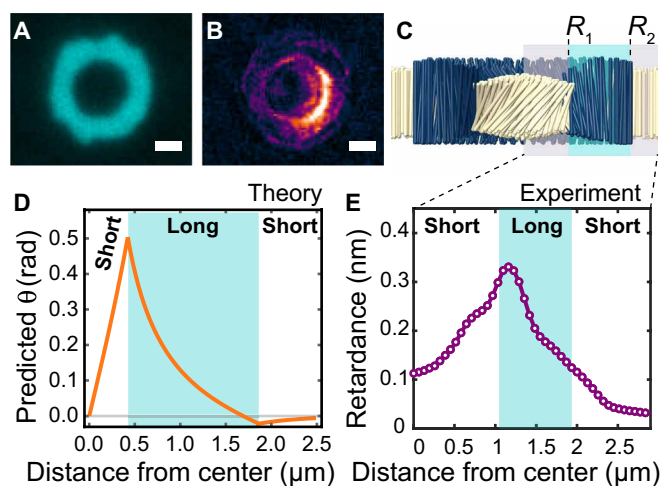 A
B
C
R1
R2
D
Theory
Short
Long
Short
Predicted θ (rad)
0.5
0.4
0.3
0.2
0.1
0.0
0.0
0.5
1.0
1.5
2.0
2.5
Distance from center (µm)
E
Experiment
Short
Long
Short
Retardance (nm)
0.4
0.3
0.2
0.1
0
0
0.5
1.0
1.5
2.0
2.5
Distance from center (µm)